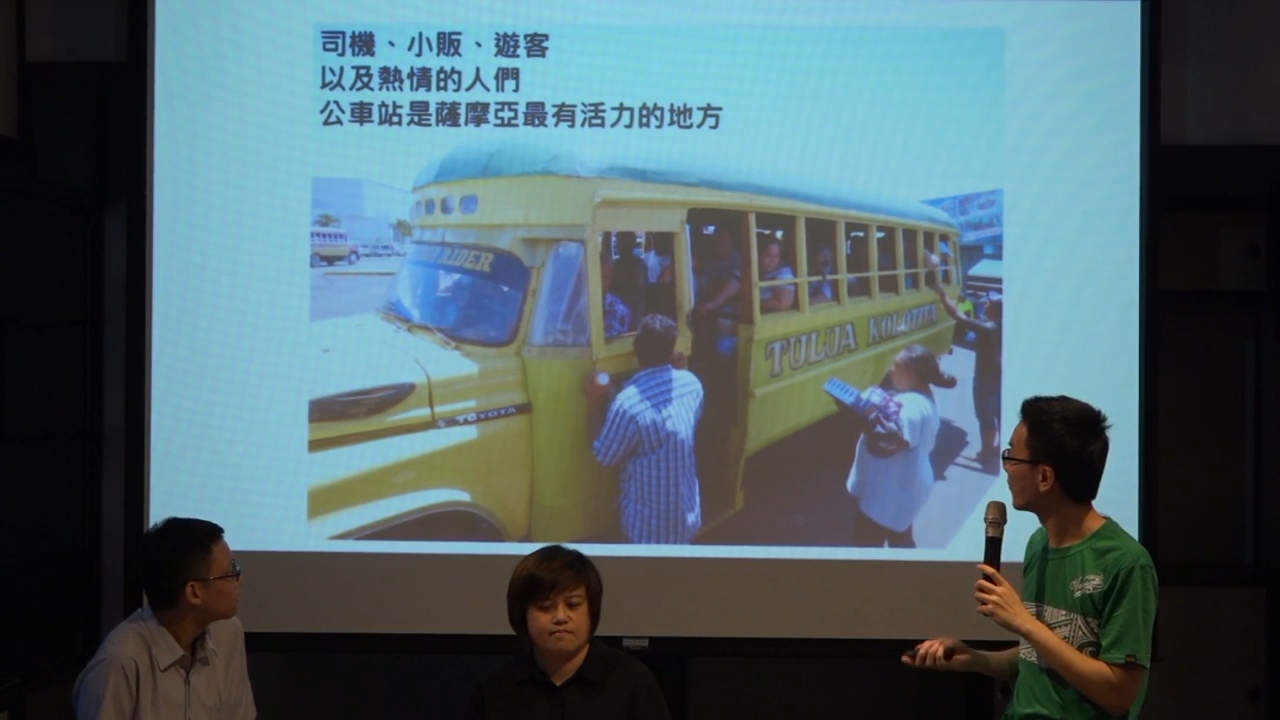 司機、小販、遊客
以及熱情的人們
公車站是薩摩亞最有活力的地方
RIDER
TULUA KOLOTITA
TOYOTA